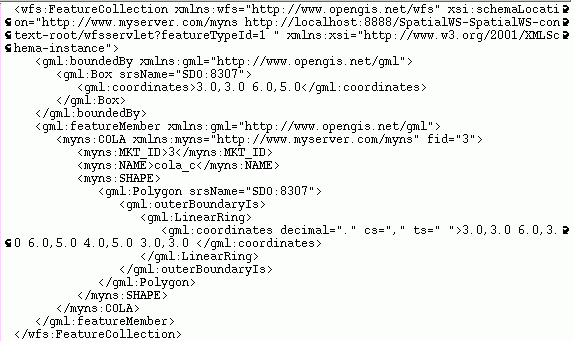 <wfs:FeatureCollection xmlns:wfs="http://www.opengis.net/wfs" xsi:schemaLocati
on="http://www.myserver.com/myns http://localhost:8888/SpatialWS-SpatialWS-con
text-root/wfsservlet?featureTypeId=1 " xmlns:xsi="http://www.w3.org/2001/XMLSc
hema-instance">
<gml:boundedBy xmlns:gml="http://www.opengis.net/gml">
<gml:Box srsName="SDO:8307">
<gml:coordinates>3.0,3.0 6.0,5.0</gml:coordinates>
</gml:Box>
</gml:boundedBy>
<gml:featureMember xmlns:gml="http://www.opengis.net/gml">
<myns:COLA xmlns:myns="http://www.myserver.com/myns" fid="3">
<myns:MKT_ID>3</myns:MKT_ID>
<myns:NAME>cola_c</myns:NAME>
<myns:SHAPE>
<gml:Polygon srsName="SDO:8307">
<gml:outerBoundaryIs>
<gml:LinearRing>
<gml:coordinates decimal="." cs="," ts=" ">3.0,3.0 6.0,3.
0 6.0,5.0 4.0,5.0 3.0,3.0 </gml:coordinates>
</gml:LinearRing>
</gml:outerBoundaryIs>
</gml:Polygon>
</myns:SHAPE>
</myns:COLA>
</gml:featureMember>
</wfs:FeatureCollection>